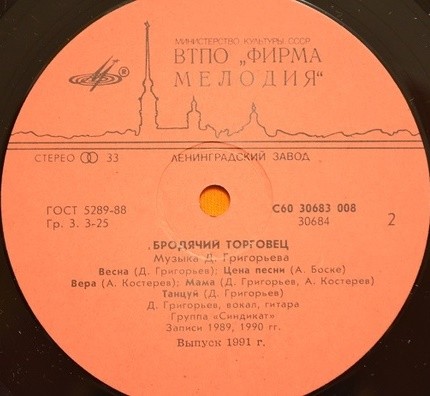 МИНИСТЕРСТВО КУЛЬТУРЫ СССР
ВТПО „ФИРМА
МЕЛОДИЯ“
СТЕРЕО 33
ЛЕНИНГРАДСКИЙ ЗАВОД
ГОСТ 5289-88
Гр. 3. 3-25
С60 30683 008
30684
2
БРОДЯЧИЙ ТОРГОВЕЦ
Музыка Д. Григорьева
Весна (Д. Григорьев); Цена песни (А. Боске)
Вера (А. Костерев); Мама (Д. Григорьев, А. Костерев)
Танцуй (Д. Григорьев)
Д. Григорьев, вокал, гитара
Группа «Синдикат»
Записи 1989, 1990 гг.
Выпуск 1991 г.